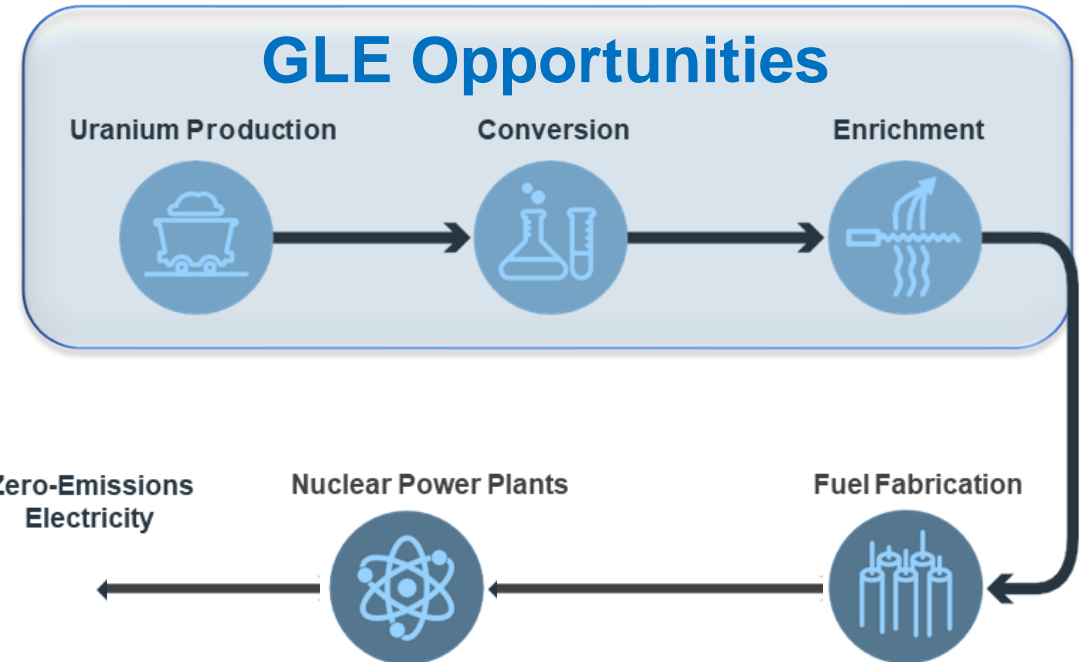 GLE Opportunities
Uranium Production
Conversion
Enrichment
Zero-Emissions
Electricity
Nuclear Power Plants
Fuel Fabrication